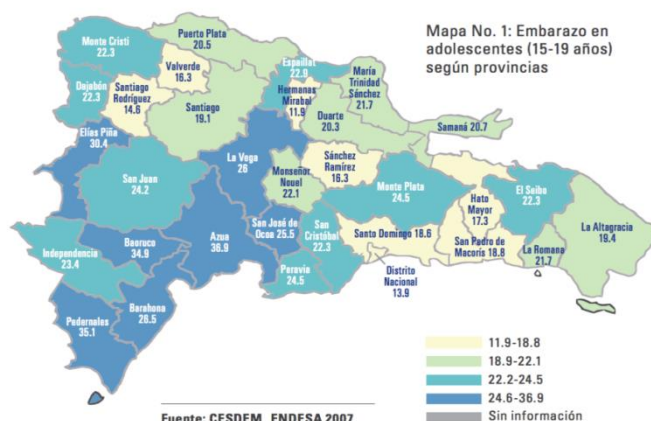 Mapa No. 1: Embarazo en
adolescentes (15-19 años)
según provincias
Puerto Plata
20.5
Monte Cristi
22.3
Valverde
16.3
Espaillat
22.9
María
Trinidad
Sánchez
21.7
Dajabón
22.3
Santiago
Rodríguez
14.6
Hermanas
Mirabal
11.9
Santiago
19.1
Duarte
20.3
Samaná 20.7
Elías Piña
30.4
La Vega
26
Sánchez
Ramírez
16.3
San Juan
24.2
Monseñor
Nouel
22.1
Monte Plata
24.5
El Seibo
22.3
Hato
Mayor
17.3
La Altagracia
19.4
Azua
36.9
San José de
Ocoa 25.5
San
Cristóbal
22.3
Santo Domingo 18.6
San Pedro de
Macorís 18.8
La Romana
21.7
Baoruco
34.9
Independencia
23.4
Peravia
24.5
Distrito
Nacional
13.9
Barahona
28.5
Pedernales
35.1
11.9-18.8
18.9-22.1
22.2-24.5
24.6-36.9
Sin información
Fuente: CESDEM, ENDESA 2007